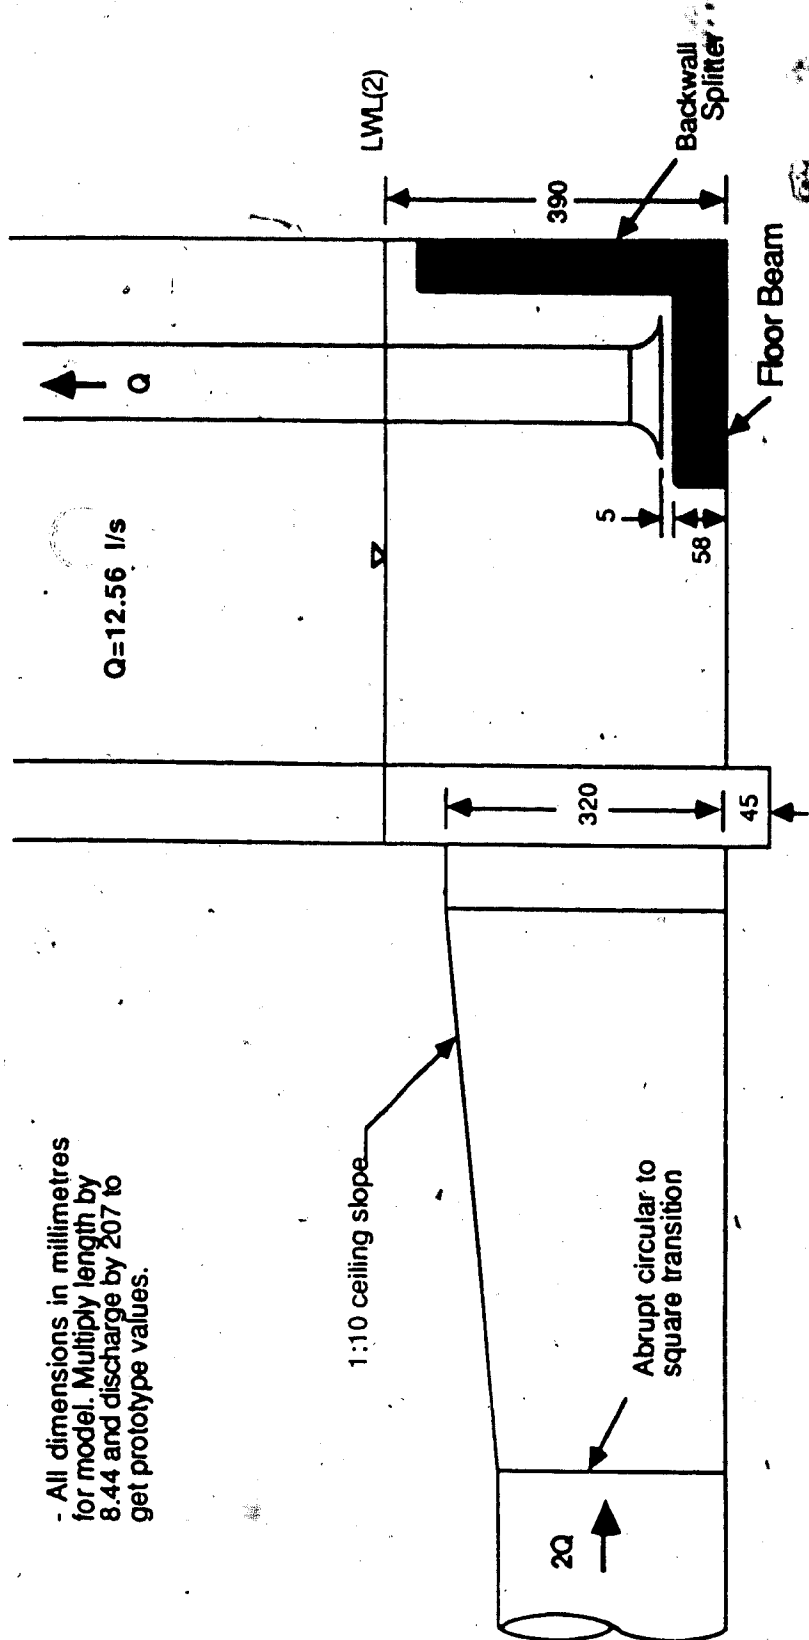 - All dimensions in millimetres
for model. Multiply length by
8.44 and discharge by 207 to
get prototype values.
Q=12.56 l/s
Q
LWL(2)
1:10 ceiling slope
2Q
Abrupt circular to
square transition
320
45
5
58
390
Floor Beam
Backwall
Splitter